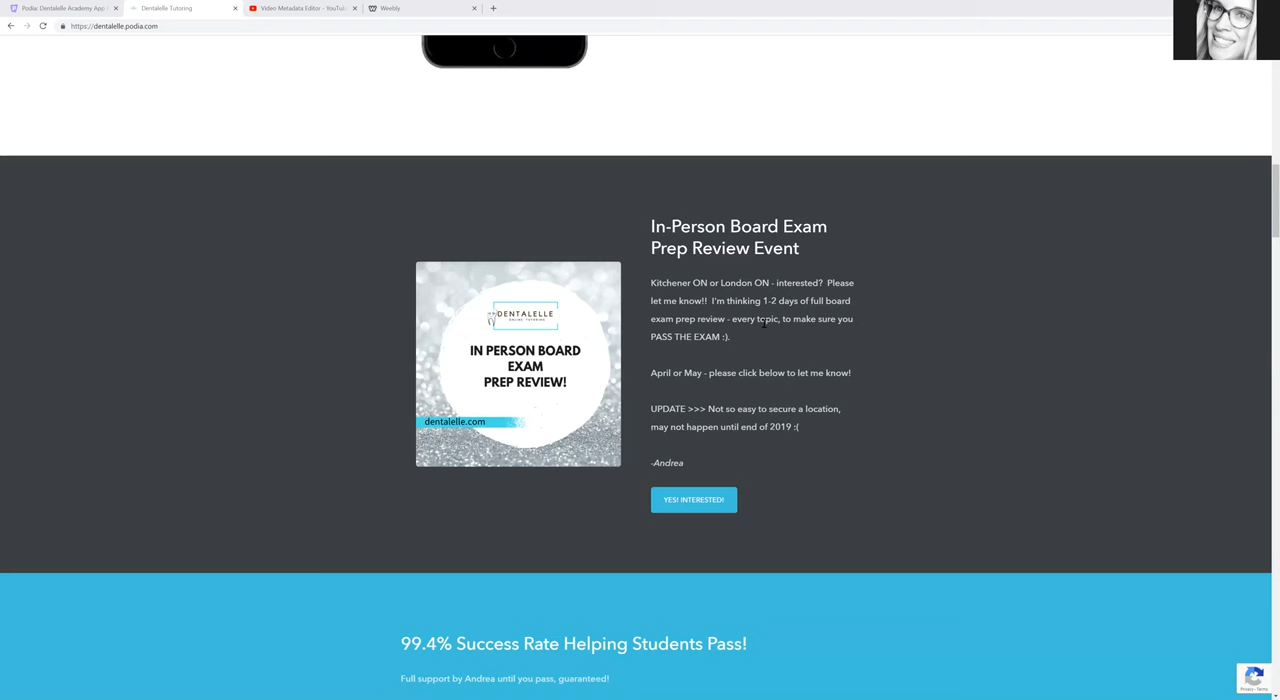 Podia: Dentalelle Academy App
Dentalelle Tutoring
Video Metadata Editor - YouTu
Weebly
https://dentalelle.podia.com
In-Person Board Exam
Prep Review Event
Kitchener ON or London ON - interested? Please
let me know!! I'm thinking 1-2 days of full board
exam prep review - every topic, to make sure you
PASS THE EXAM :).
April or May - please click below to let me know!
UPDATE >>> Not so easy to secure a location,
may not happen until end of 2019 :(
-Andrea
YES! INTERESTED!
DENTALELLE
ONLINE TUTORING
IN PERSON BOARD
EXAM
PREP REVIEW!
dentalelle.com
99.4% Success Rate Helping Students Pass!
Full support by Andrea until you pass, guaranteed!
Privacy - Terms